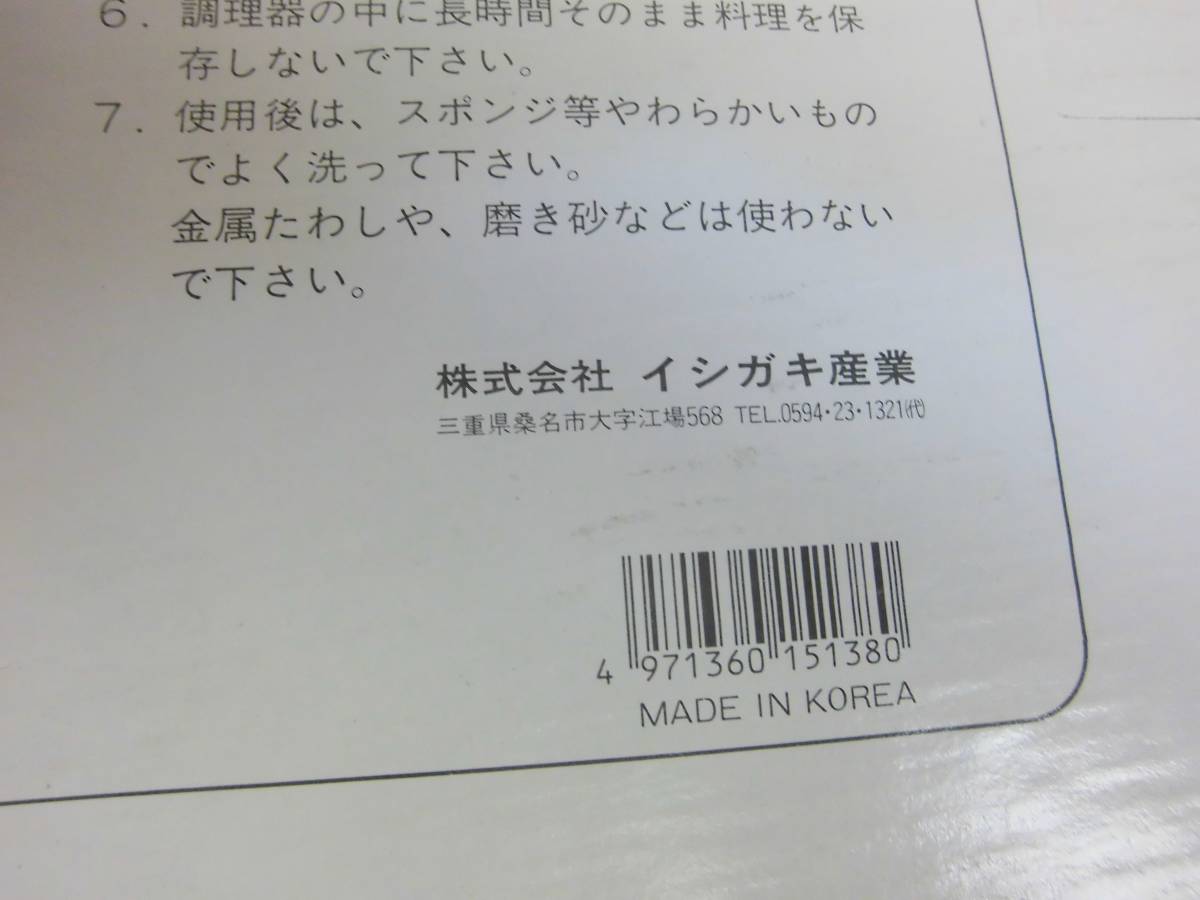 6. 調理器の中に長時間そのまま料理を保
存しないで下さい。
7. 使用後は、スポンジ等やわらかいもの
でよく洗って下さい。
金属たわしや、磨き砂などは使わない
で下さい。
株式会社 イシガキ産業
三重県桑名市大字江場568 TEL.0594・23・1321(代)
4 971360 151380
MADE IN KOREA